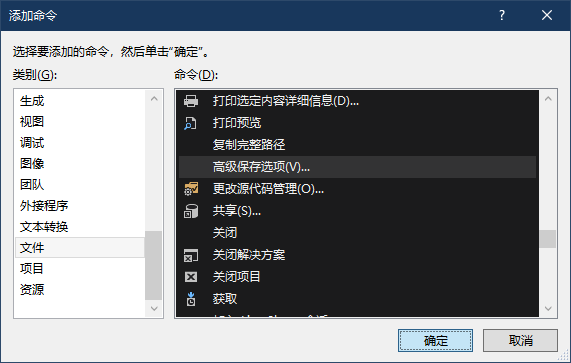 添加命令
选择要添加的命令，然后单击“确定”。
类别(G):
命令(D):
生成
视图
调试
图像
团队
外接程序
文本转换
文件
项目
资源
打印选定内容详细信息(D)...
打印预览
复制完整路径
高级保存选项(V)...
更改源代码管理(O)...
共享(S)...
关闭
关闭解决方案
关闭项目
获取
确定
取消